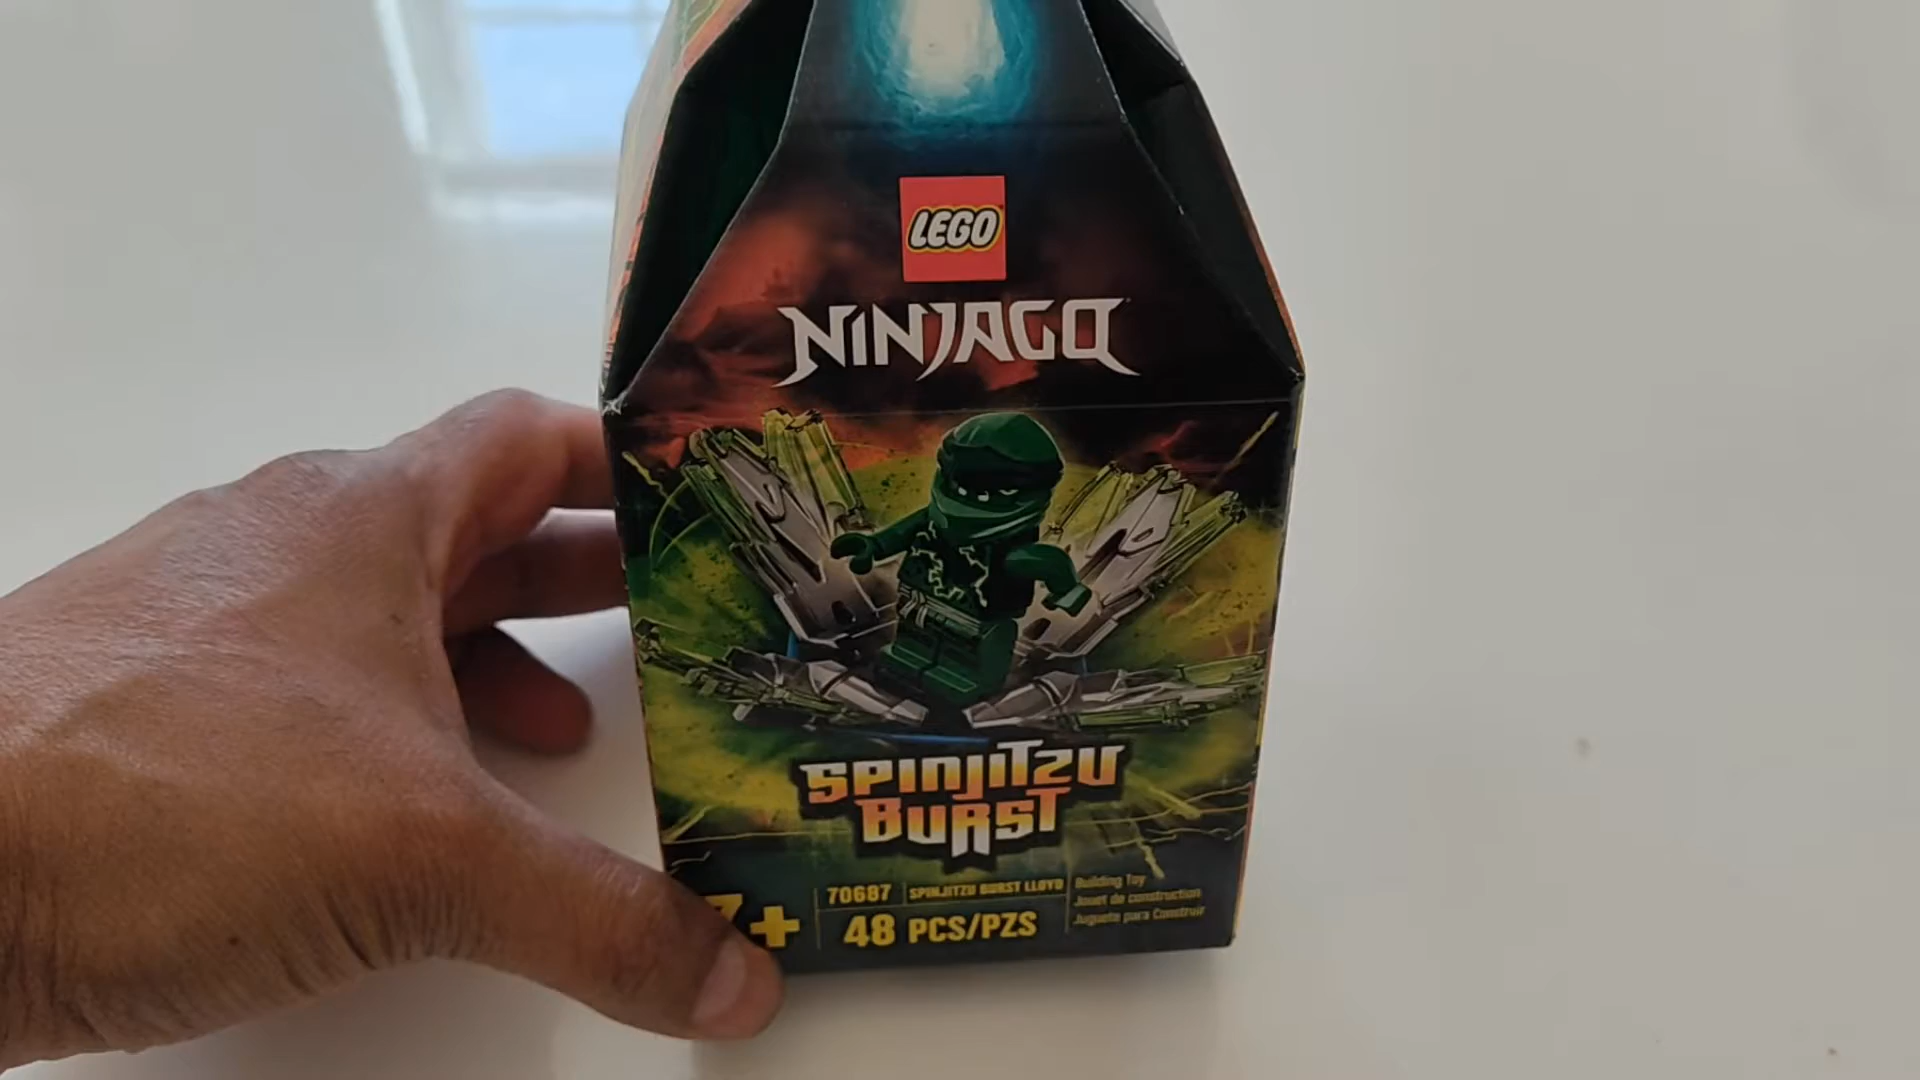 LEGO
NINJAGO
SPINJITZU
BURST
7+
70687
SPINJITZU BURST LLOYD
48 PCS/PZS
Building Toy
Jouet de construction
Juguete para Construir